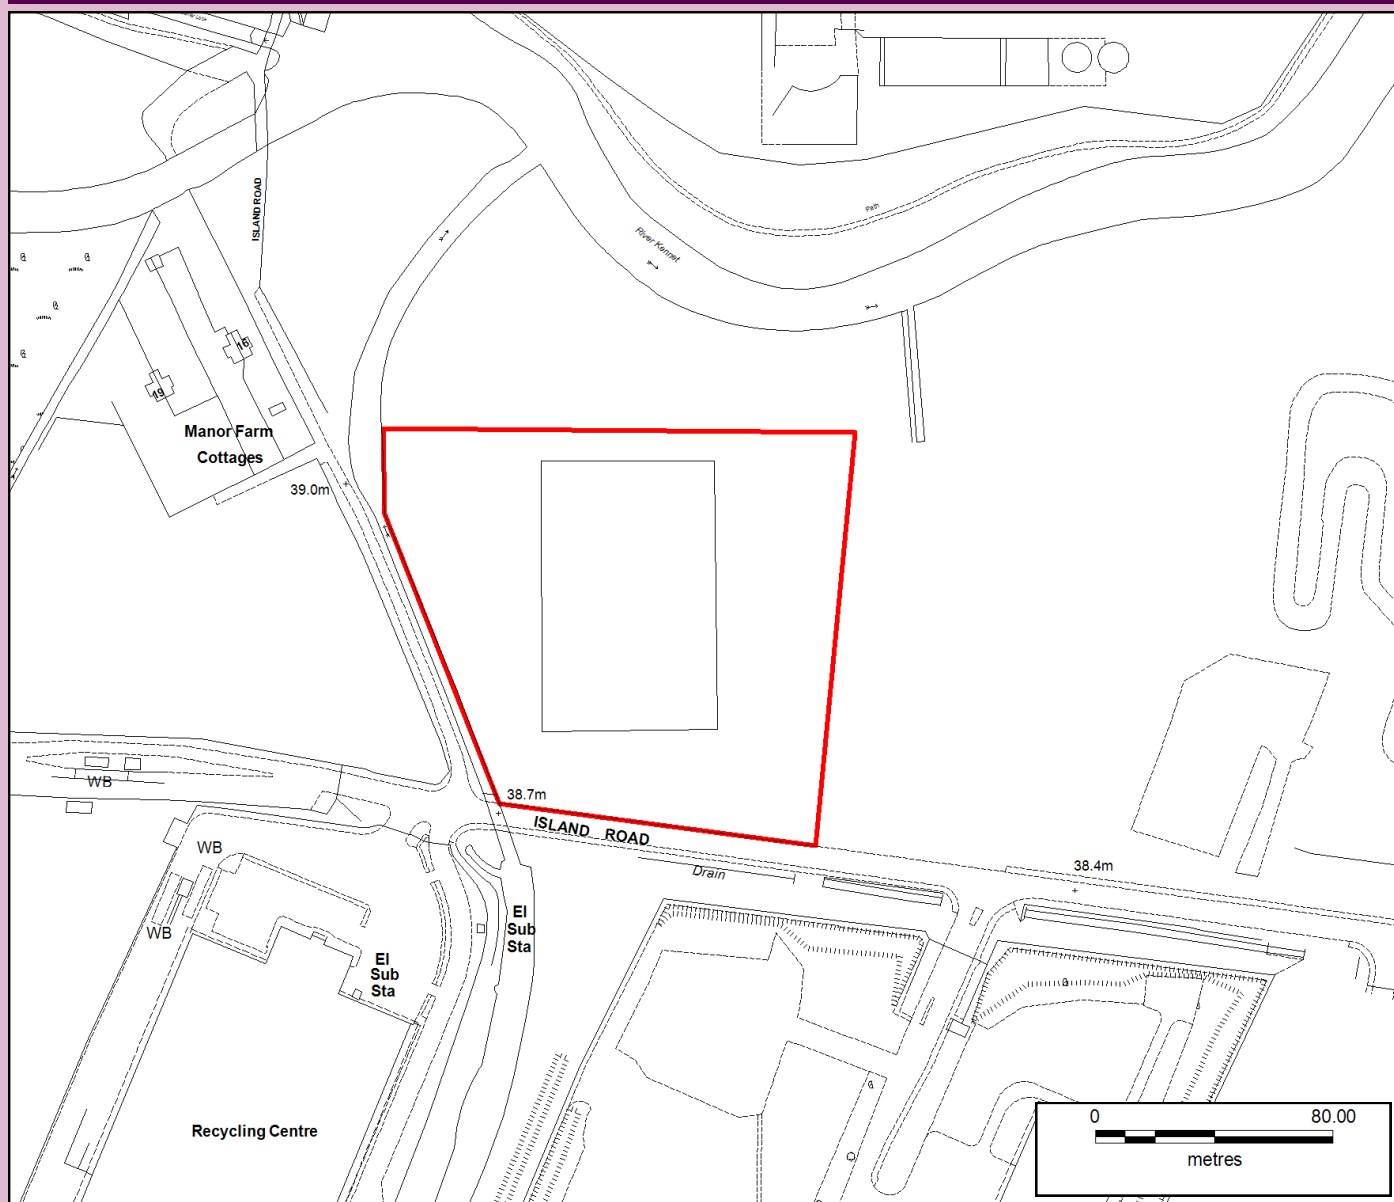 ISLAND ROAD
Path
River Kennet
16
19
Manor Farm
Cottages
39.0m
38.7m
ISLAND ROAD
WB
Drain
38.4m
WB
WB
El
Sub
Sta
El
Sub
Sta
Recycling Centre
0 80.00
metres